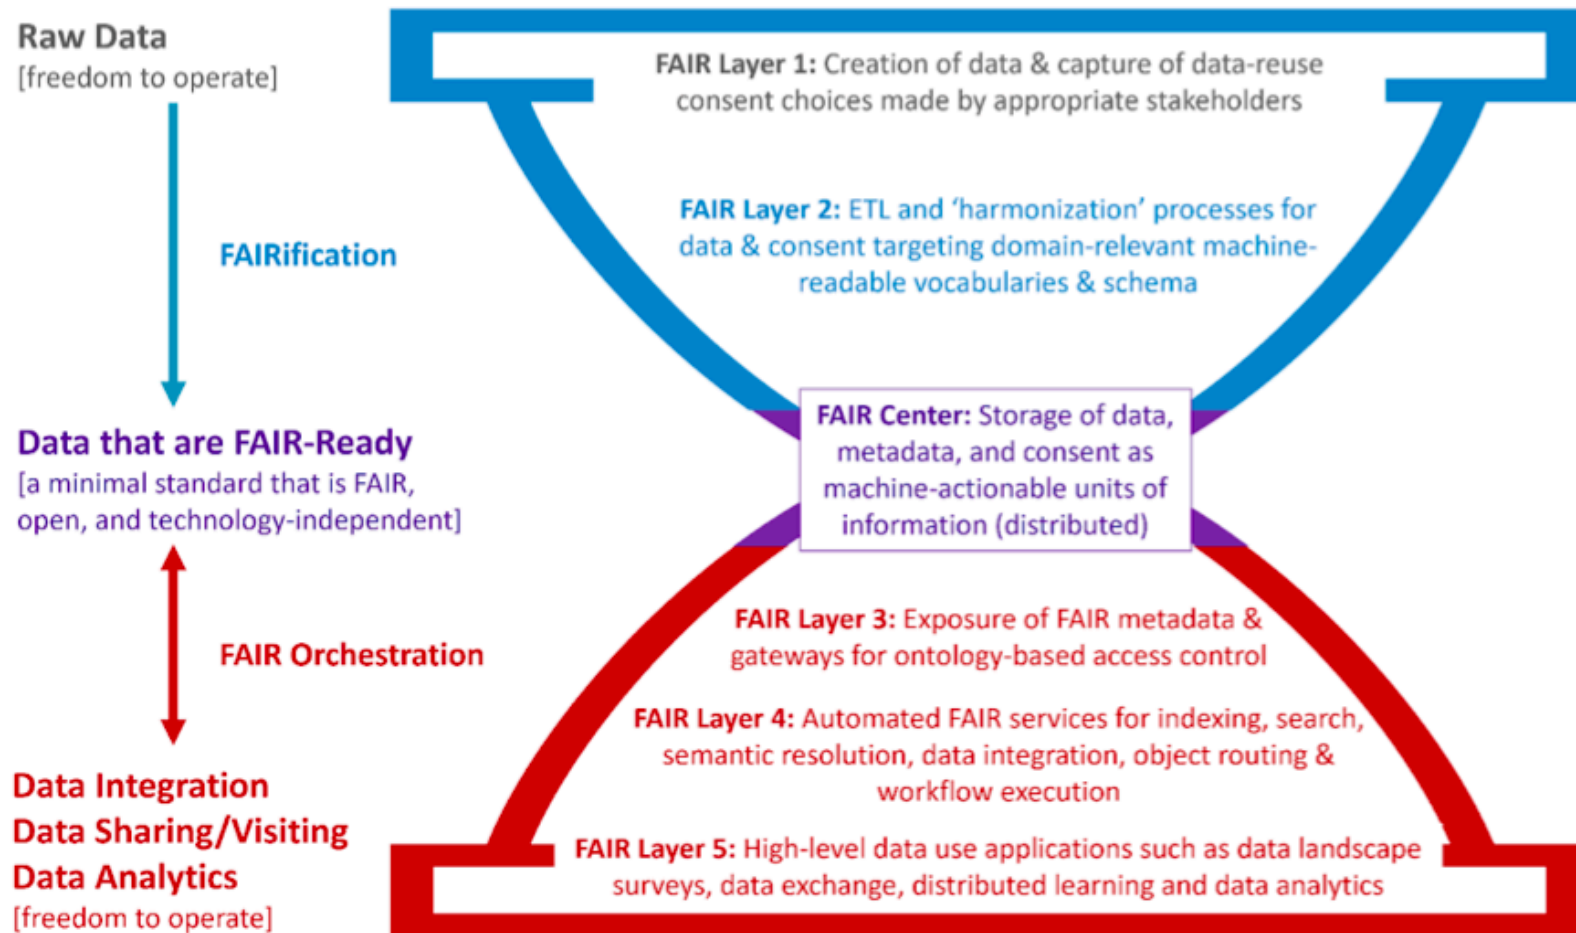 Raw Data
[freedom to operate]
FAIRification
Data that are FAIR-Ready
[a minimal standard that is FAIR,
open, and technology-independent]
FAIR Orchestration
Data Integration
Data Sharing/Visiting
Data Analytics
[freedom to operate]
FAIR Layer 1: Creation of data & capture of data-reuse
consent choices made by appropriate stakeholders
FAIR Layer 2: ETL and ‘harmonization’ processes for
data & consent targeting domain-relevant machine-
readable vocabularies & schema
FAIR Center: Storage of data,
metadata, and consent as
machine-actionable units of
information (distributed)
FAIR Layer 3: Exposure of FAIR metadata &
gateways for ontology-based access control
FAIR Layer 4: Automated FAIR services for indexing, search,
semantic resolution, data integration, object routing &
workflow execution
FAIR Layer 5: High-level data use applications such as data landscape
surveys, data exchange, distributed learning and data analytics